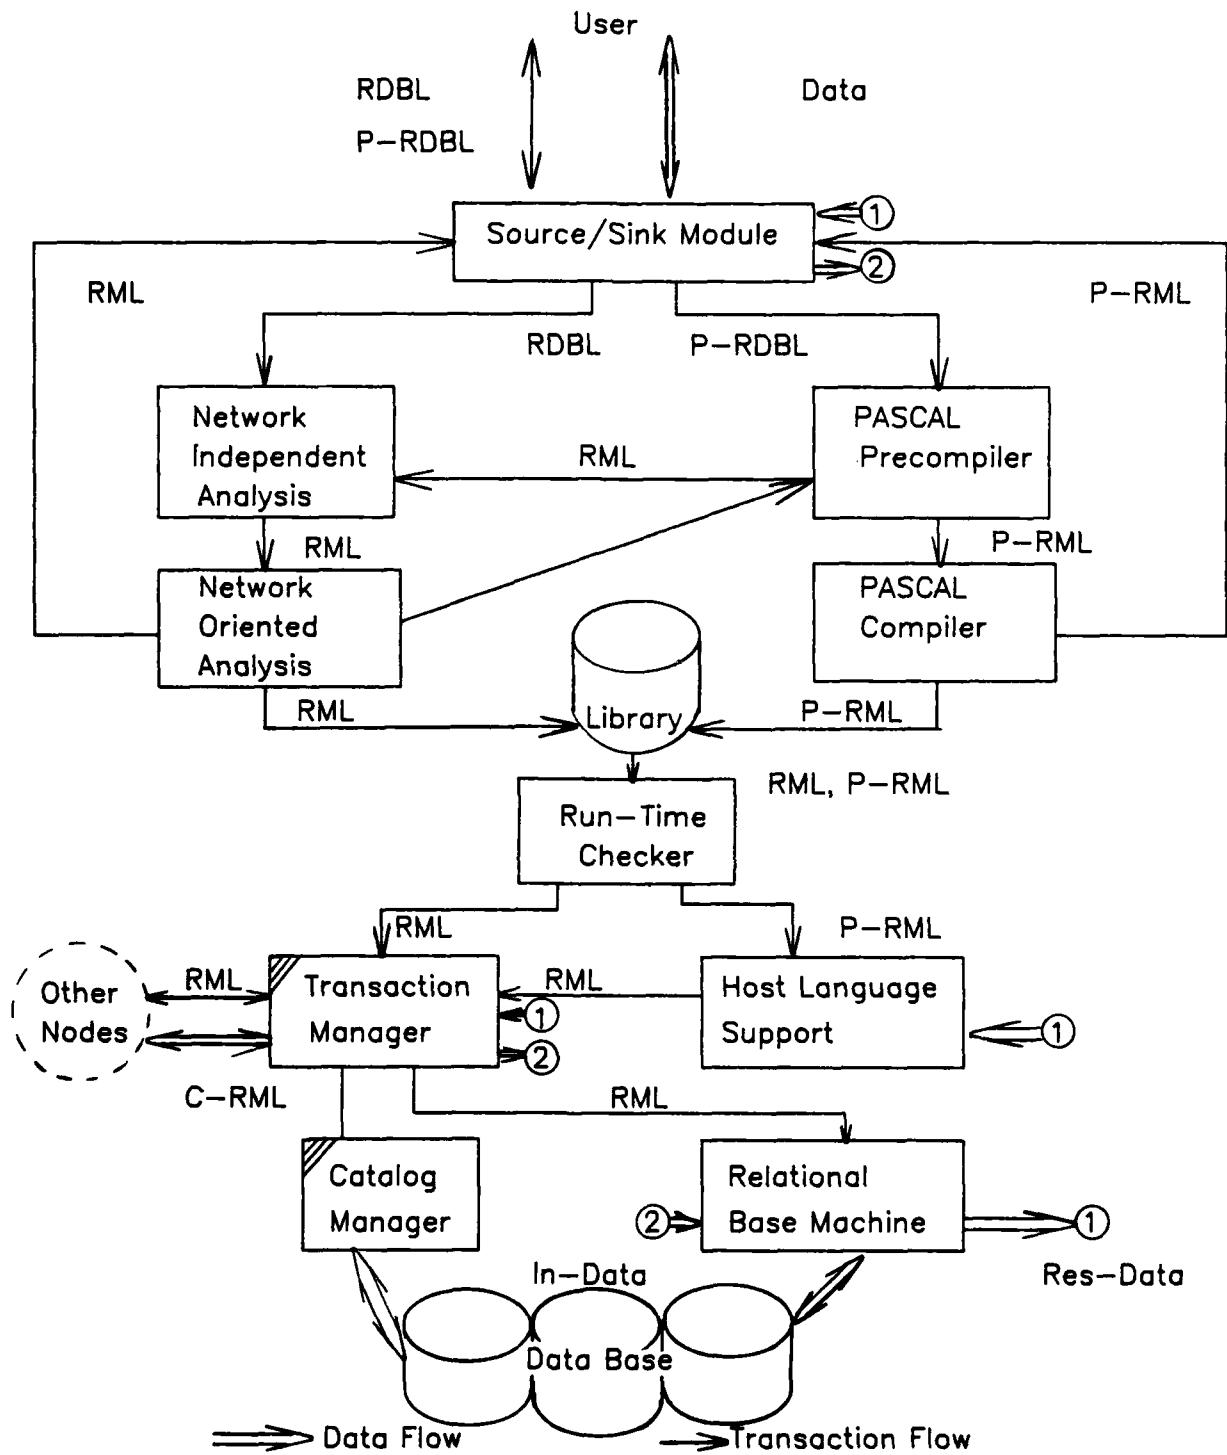 User
RDBL
Data
P-RDBL
1
Source/Sink Module
2
RML
P-RML
RDBL
P-RDBL
Network
Independent
Analysis
RML
PASCAL
Precompiler
RML
P-RML
Network
Oriented
Analysis
PASCAL
Compiler
RML
Library
P-RML
RML, P-RML
Run-Time
Checker
RML
P-RML
Other
Nodes
RML
Transaction
Manager
1
2
RML
Host Language
Support
1
C-RML
RML
Catalog
Manager
2
Relational
Base Machine
1
In-Data
Res-Data
Data Base
Data Flow
Transaction Flow